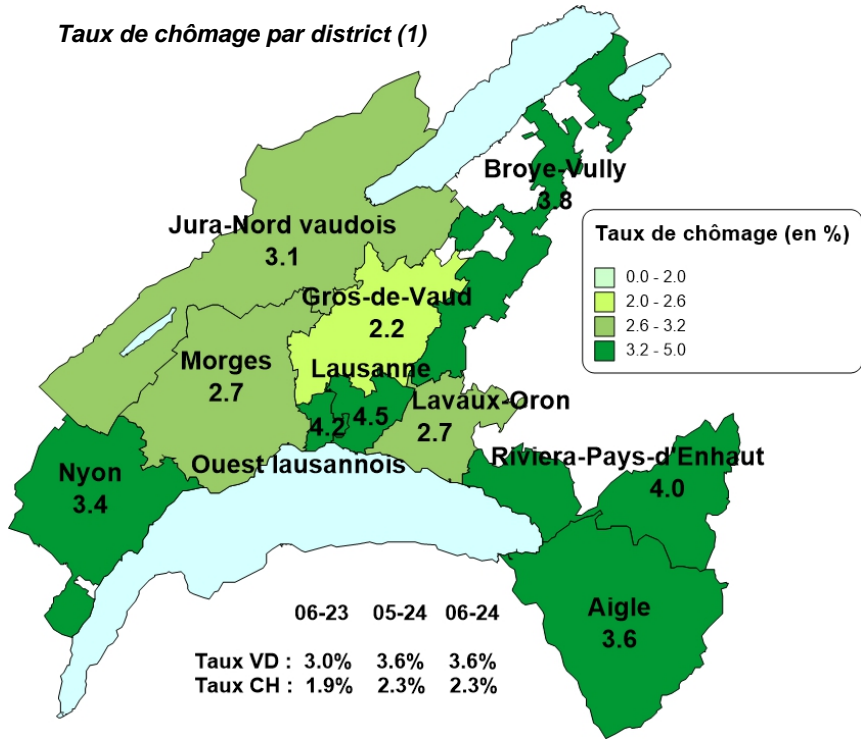 Taux de chômage par district (1)
Broye-Vully
3.8
Jura-Nord vaudois
3.1
Taux de chômage (en %)
0.0 - 2.0
2.0 - 2.6
2.6 - 3.2
3.2 - 5.0
Gros-de-Vaud
2.2
Morges
2.7
Lausanne
4.5
4.2
Ouest lausannois
Lavaux-Oron
2.7
Riviera-Pays-d'Enhaut
4.0
Nyon
3.4
Aigle
3.6
06-23 05-24 06-24
Taux VD : 3.0% 3.6% 3.6%
Taux CH : 1.9% 2.3% 2.3%